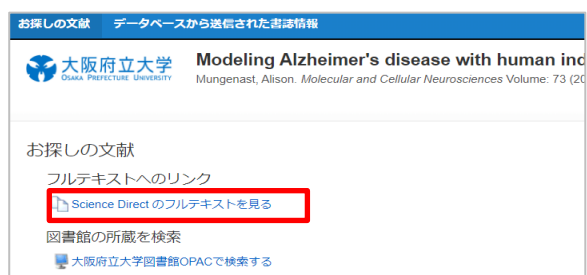 お探しの文献 データベースから送信された書誌情報
大阪府立大学
OSAKA PREFECTURE UNIVERSITY
Modeling Alzheimer's disease with human
Mungenast, Alison. Molecular and Cellular Neurosciences Volume: 73
お探しの文献
フルテキストへのリンク
Science Direct のフルテキストを見る
図書館の所蔵を検索
大阪府立大学図書館OPACで検索する